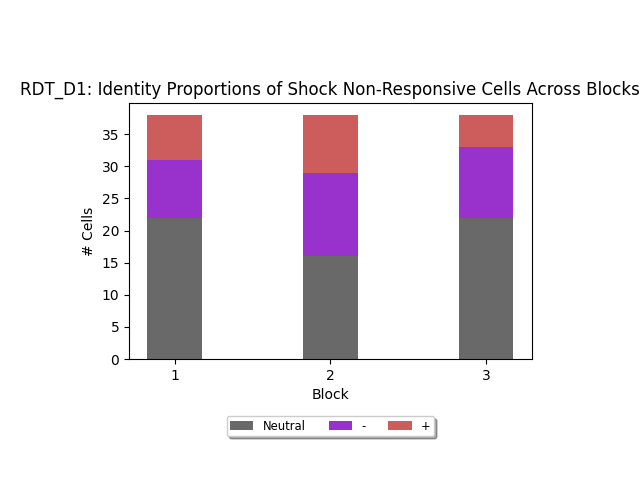 RDT_D1: Identity Proportions of Shock Non-Responsive Cells Across Blocks
# Cells
35
30
25
20
15
10
5
0
1 2 3
Block
Neutral - +